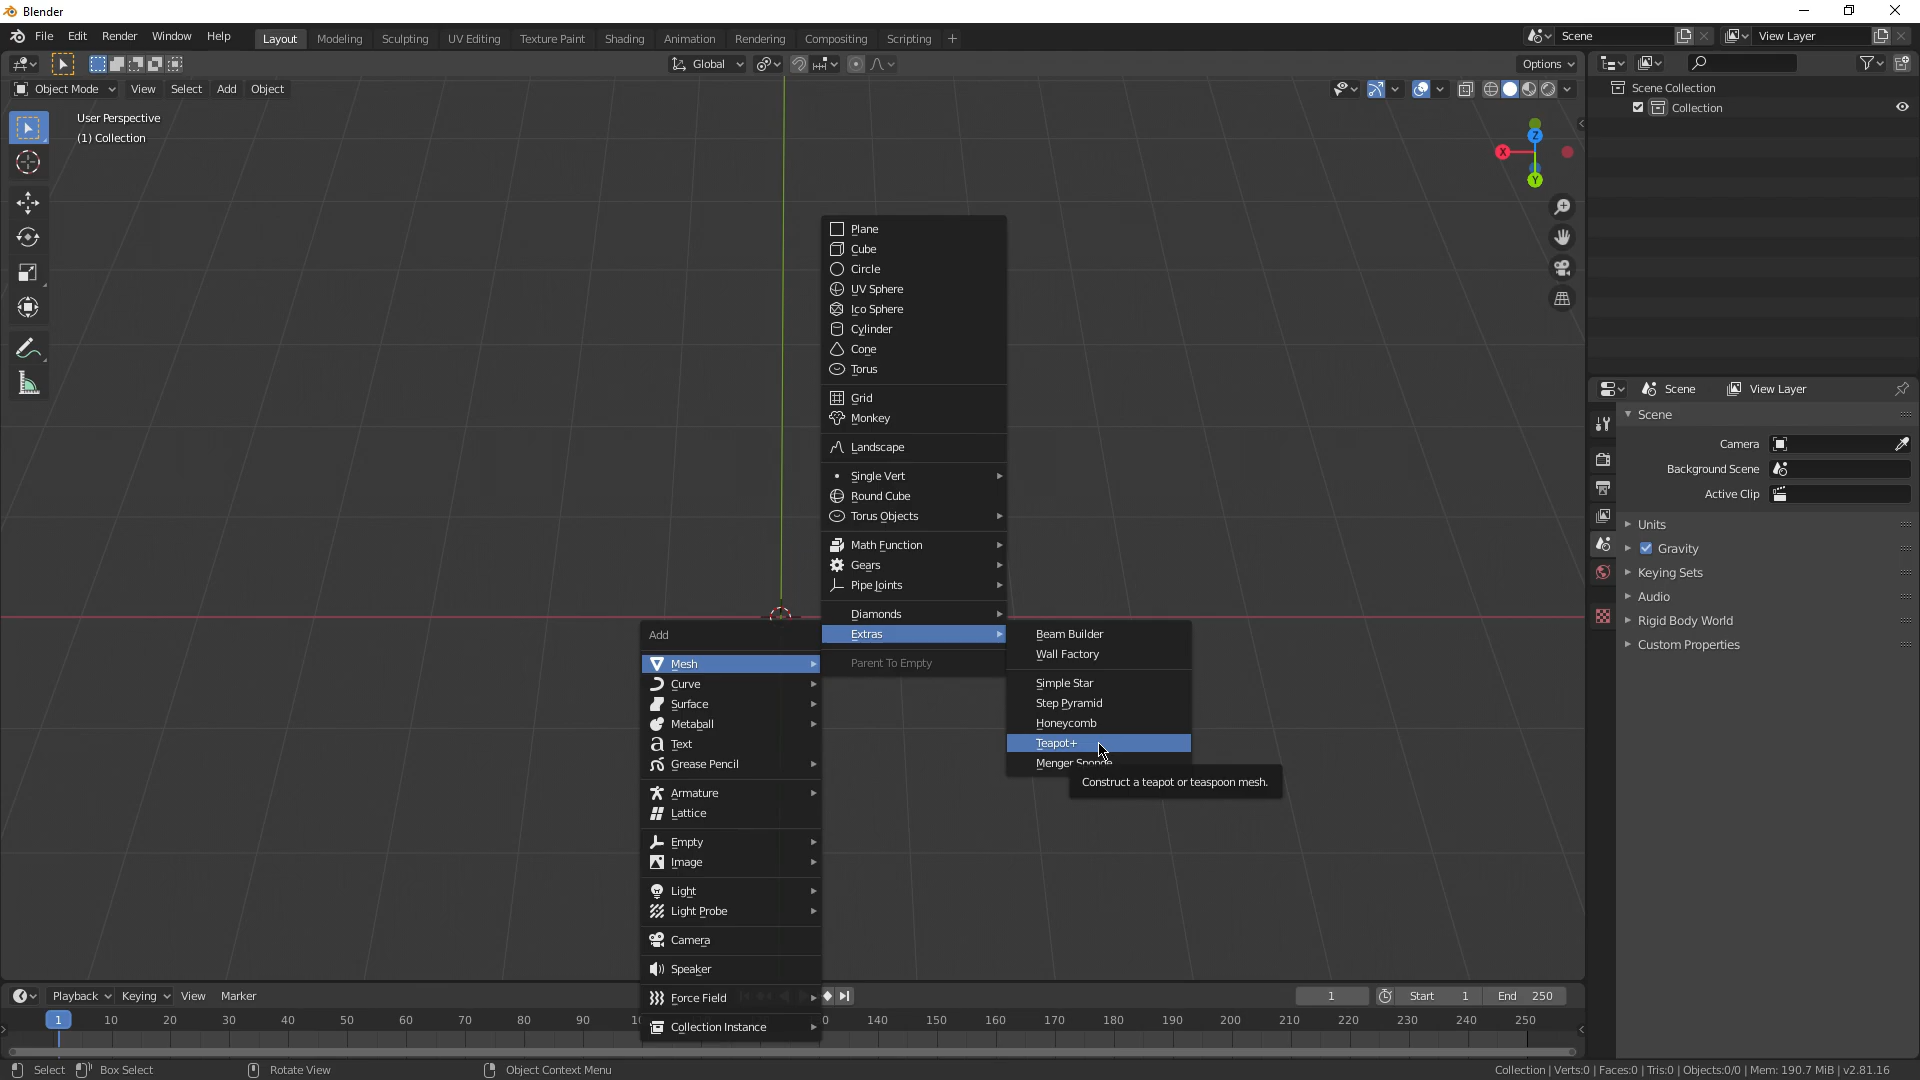 Blender
File Edit Render Window Help
Layout Modeling Sculpting UV Editing Texture Paint Shading Animation Rendering Compositing Scripting +
Scene
View Layer
Global
Options
Object Mode View Select Add Object
User Perspective
(1) Collection
Z
X
Y
Scene Collection
Collection
Plane
Cube
Circle
UV Sphere
Ico Sphere
Cylinder
Cone
Torus
Grid
Monkey
Landscape
Single Vert
Round Cube
Torus Objects
Math Function
Gears
Pipe Joints
Diamonds
Extras
Parent To Empty
Add
Mesh
Curve
Surface
Metaball
Text
Grease Pencil
Armature
Lattice
Empty
Image
Light
Light Probe
Camera
Speaker
Force Field
Collection Instance
Beam Builder
Wall Factory
Simple Star
Step Pyramid
Honeycomb
Teapot+
Menger Sponge
Construct a teapot or teaspoon mesh.
Scene View Layer
Scene
Camera
Background Scene
Active Clip
Units
Gravity
Keying Sets
Audio
Rigid Body World
Custom Properties
Playback Keying View Marker
1 Start 1 End 250
1 10 20 30 40 50 60 70 80 90 140 150 160 170 180 190 200 210 220 230 240 250
Select Box Select Rotate View Object Context Menu
Collection | Verts:0 | Faces:0 | Tris:0 | Objects:0/0 | Mem: 190.7 MiB | v2.81.16